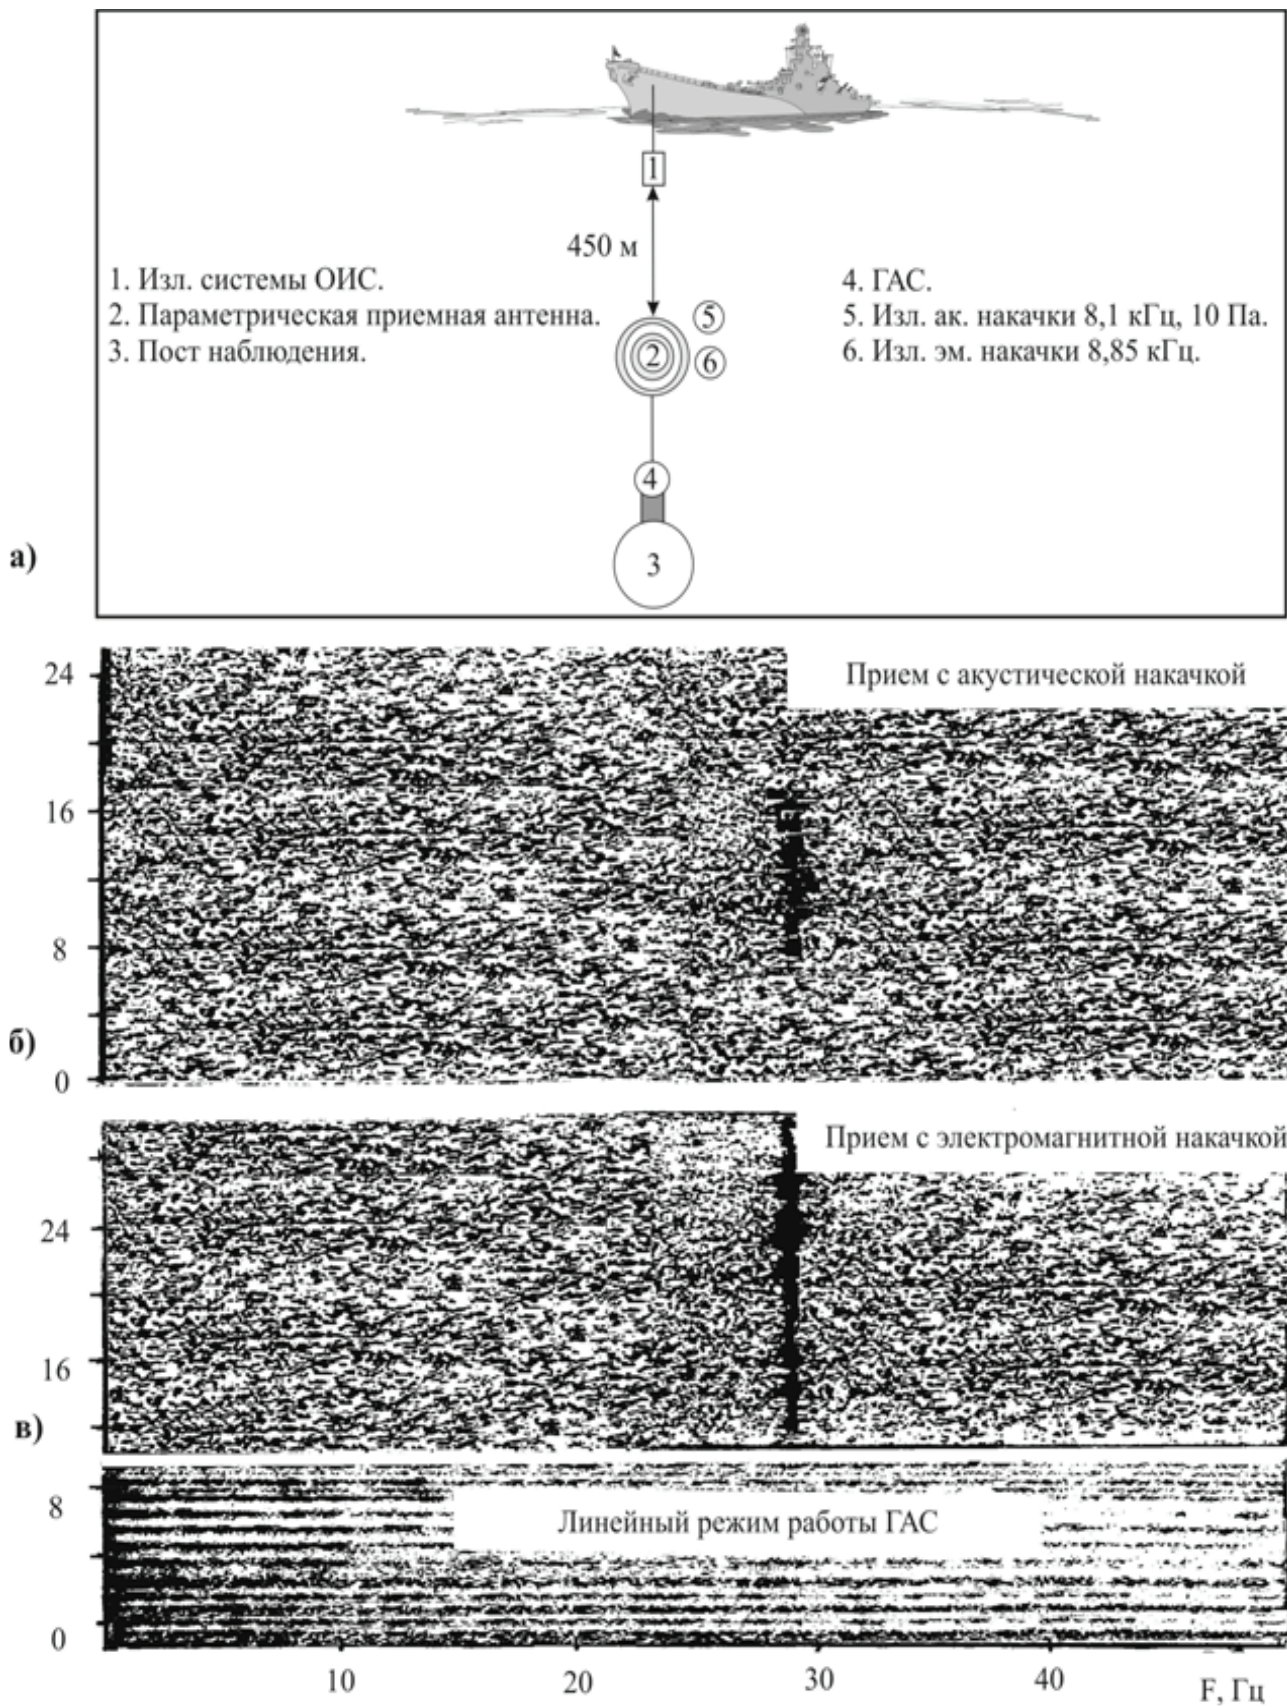 1
450 м
1. Изл. системы ОИС.
2. Параметрическая приемная антенна.
3. Пост наблюдения.
4. ГАС.
5. Изл. ак. накачки 8,1 кГц, 10 Па.
6. Изл. эм. накачки 8,85 кГц.
5
2
6
4
3
а)
24
Прием с акустической накачкой
16
8
б)
0
Прием с электромагнитной накачкой
24
16
в)
8
Линейный режим работы ГАС
0
10 20 30 40 F, Гц